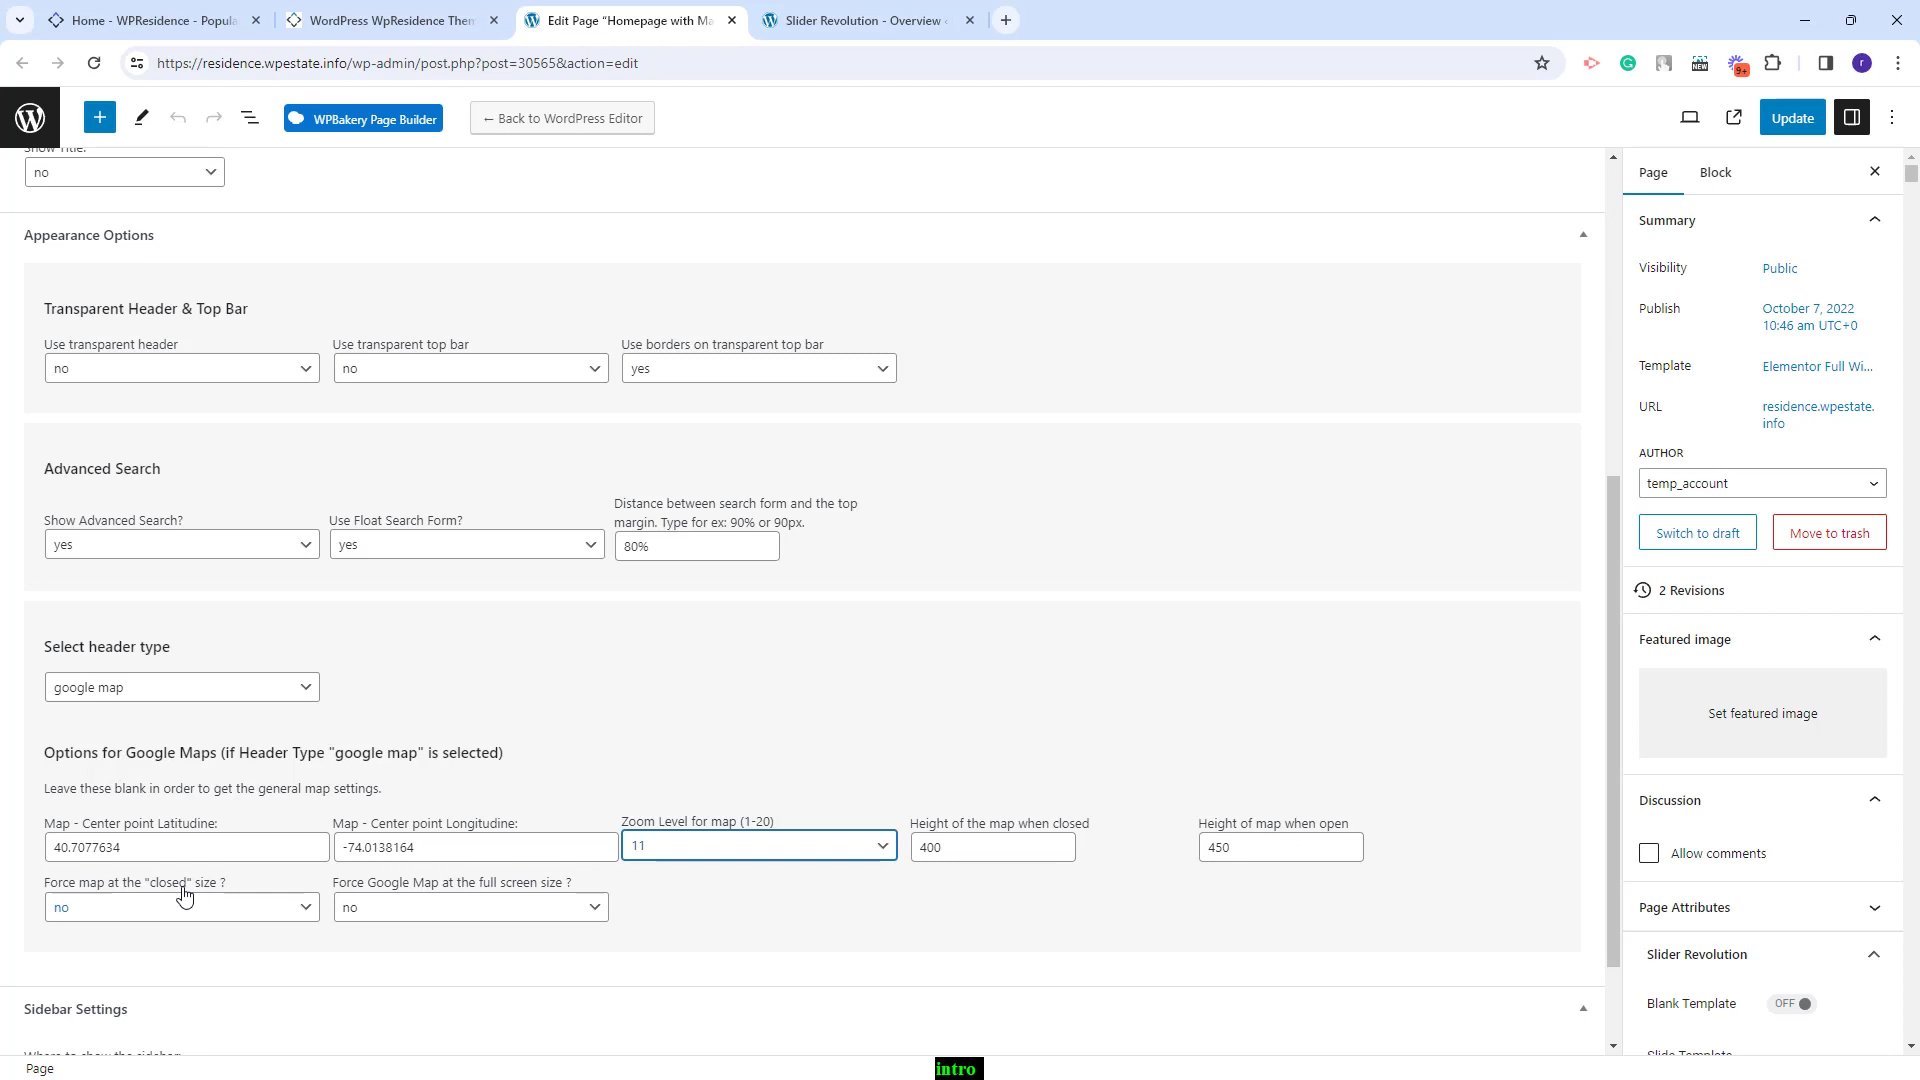 Home - WPResidence - Popula
WordPress WpResidence Then
Edit Page "Homepage with Ma
Slider Revolution - Overview
https://residence.wpestate.info/wp-admin/post.php?post=30565&action=edit
NEW
9+
r
WPBakery Page Builder
← Back to WordPress Editor
Update
Show Title:
no
Appearance Options
Transparent Header & Top Bar
Use transparent header
Use transparent top bar
Use borders on transparent top bar
no
no
yes
Advanced Search
Show Advanced Search?
Use Float Search Form?
Distance between search form and the top
margin. Type for ex: 90% or 90px.
yes
yes
80%
Select header type
google map
Options for Google Maps (if Header Type "google map" is selected)
Leave these blank in order to get the general map settings.
Map - Center point Latitudine:
Map - Center point Longitudine:
Zoom Level for map (1-20)
Height of the map when closed
Height of map when open
40.7077634
-74.0138164
11
400
450
Force map at the "closed" size ?
Force Google Map at the full screen size ?
no
no
Sidebar Settings
Where to show the sidebar:
Page
intro
Page
Block
Summary
Visibility
Public
Publish
October 7, 2022
10:46 am UTC+0
Template
Elementor Full Wi...
URL
residence.wpestate.
info
AUTHOR
temp_account
Switch to draft
Move to trash
2 Revisions
Featured image
Set featured image
Discussion
Allow comments
Page Attributes
Slider Revolution
Blank Template
OFF
Slide Template